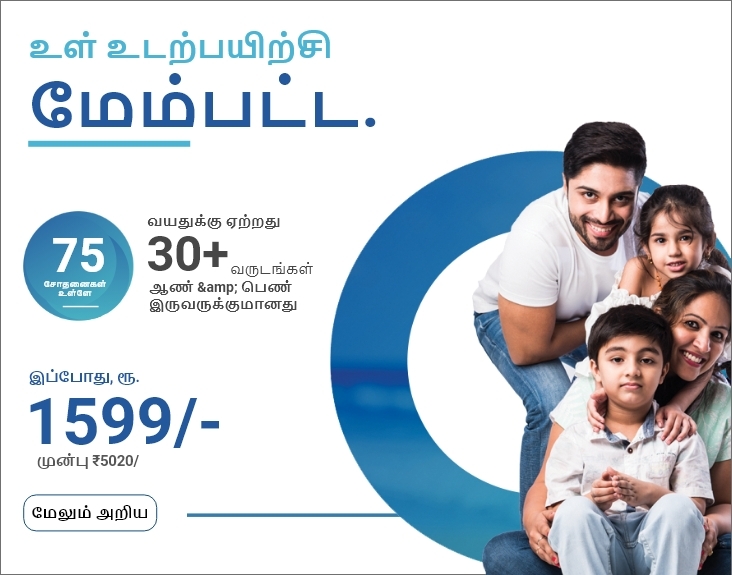 உள் உடற்பயிற்சி
மேம்பட்ட.
75
சோதனைகள்
உள்ளே
வயதுக்கு ஏற்றது
30+ வருடங்கள்
ஆண் &amp; பெண்
இருவருக்குமானது
இப்போது, ரூ.
1599/-
முன்பு ₹5020/
மேலும் அறிய